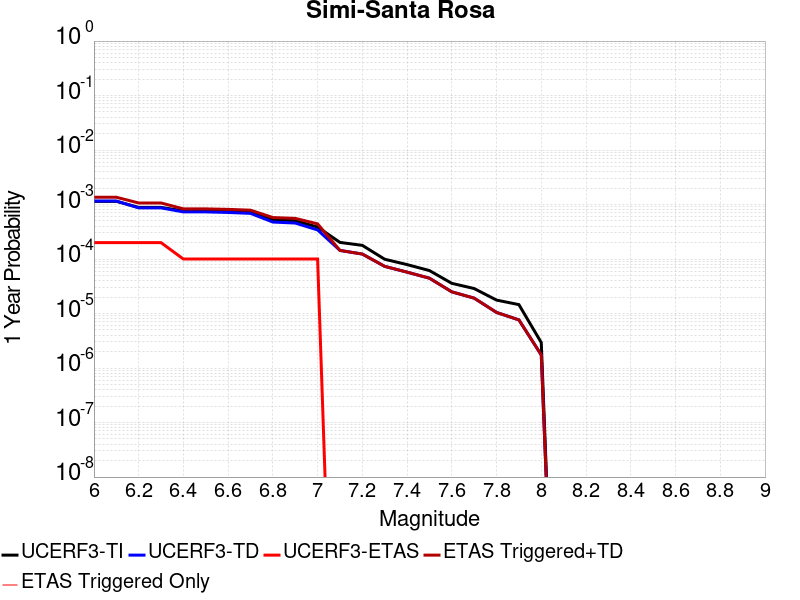 Simi-Santa Rosa
10 0
10 -1
10 -2
10 -3
10 -4
10 -5
10 -6
10 -7
10 -8
1 Year Probability
6 6.2 6.4 6.6 6.8 7 7.2 7.4 7.6 7.8 8 8.2 8.4 8.6 8.8 9
Magnitude
UCERF3-TI UCERF3-TD UCERF3-ETAS ETAS Triggered+TD
ETAS Triggered Only